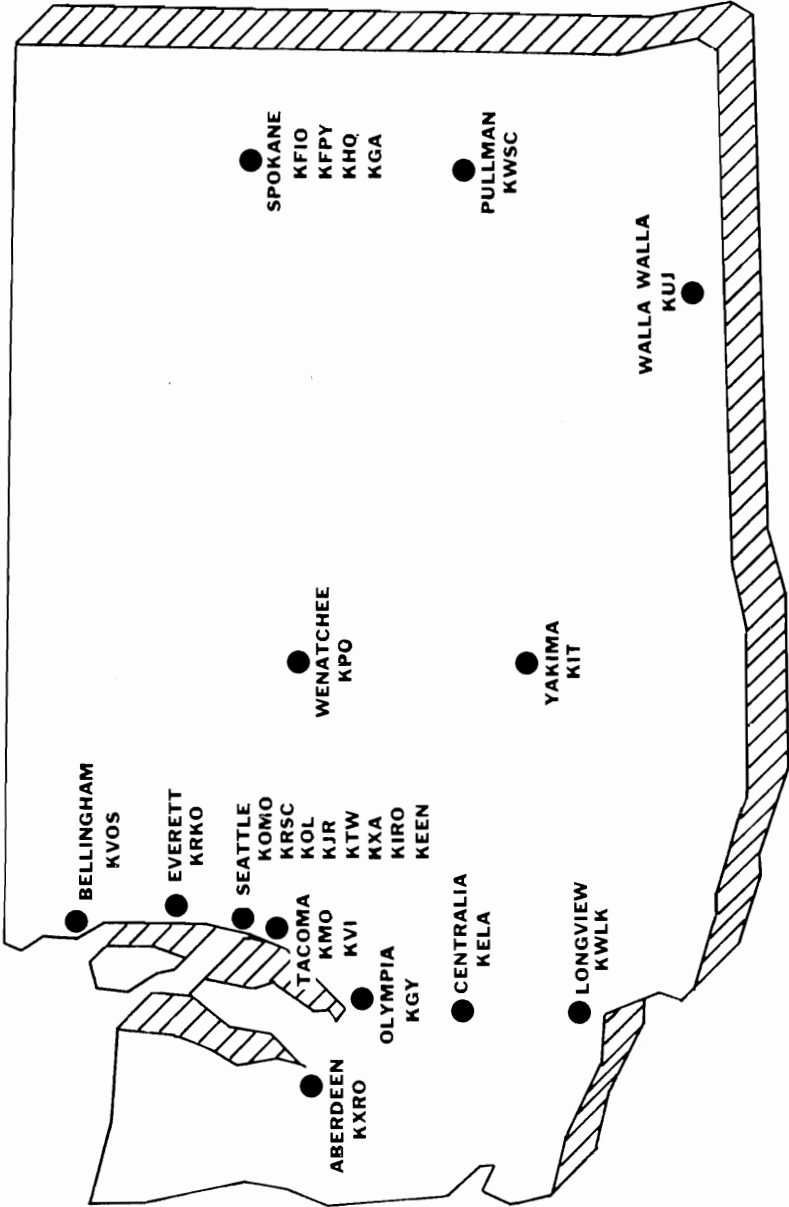 BELLINGHAM
KVOS
EVERETT
KRKO
SEATTLE
KOMO
KRSC
KOL
KJR
KTW
KXA
KIRO
KEEN
TACOMA
KMO
KVI
OLYMPIA
KGY
ABERDEEN
KXRO
CENTRALIA
KELA
LONGVIEW
KWLK
WENATCHEE
KPO
YAKIMA
KIT
SPOKANE
KFIO
KFPY
KHQ
KGA
PULLMAN
KWSC
WALLA WALLA
KUJ